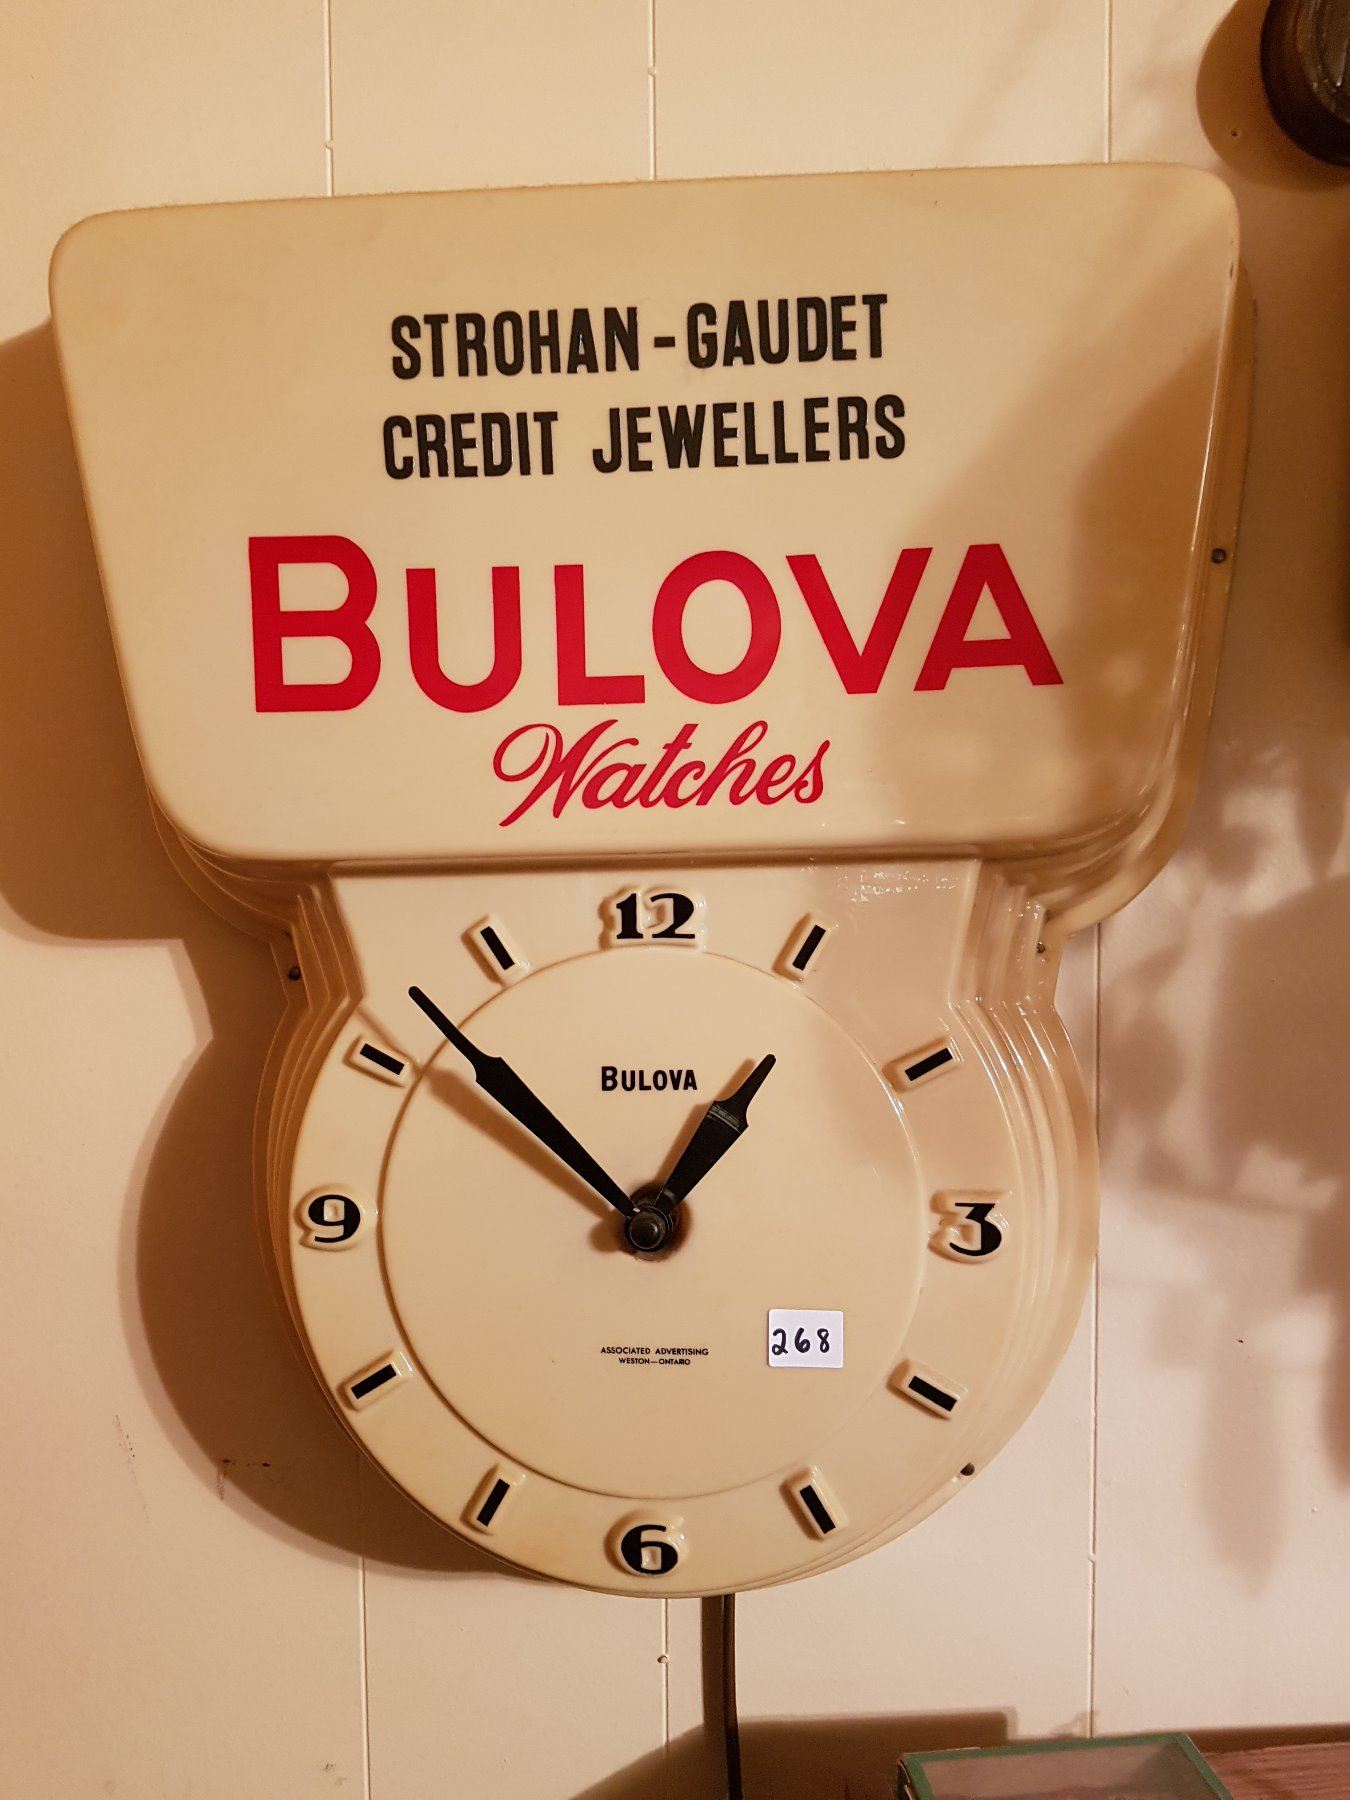 STROHAN-GAUDET
CREDIT JEWELLERS
BULOVA
Watches
12
BULOVA
9
3
268
ASSOCIATED ADVERTISING
WESTON—ONTARIO
6